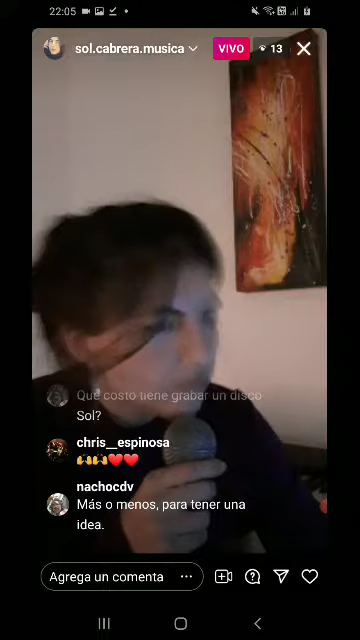 22:05
sol.cabrera.musica
VIVO
13
Que costo tiene grabar un disco
Sol?
chris__espinosa
🙌🙌❤️❤️
nachocdv
Más o menos, para tener una
idea.
Agrega un comenta